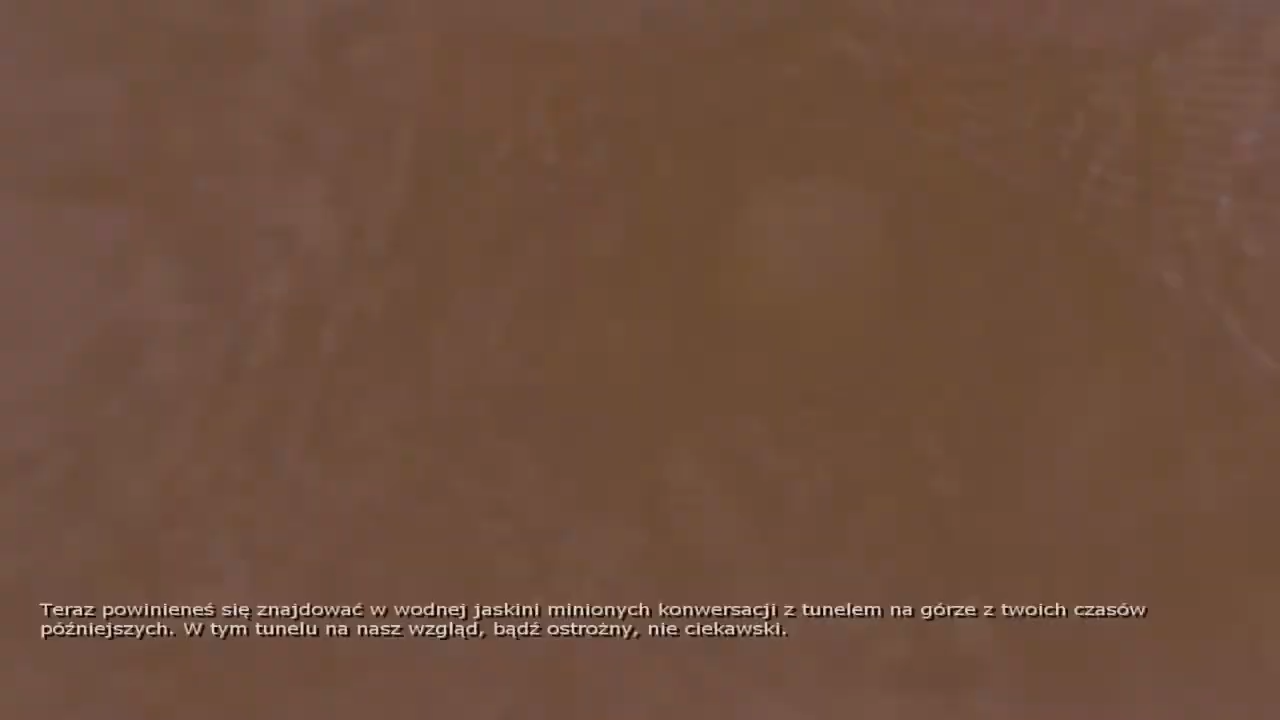 Teraz powinieneś się znajdować w wodnej jaskini minionych konwersacji z tunelem na górze z twoich czasów
późniejszych. W tym tunelu na nasz wzgląd, bądź ostrożny, nie ciekawski.